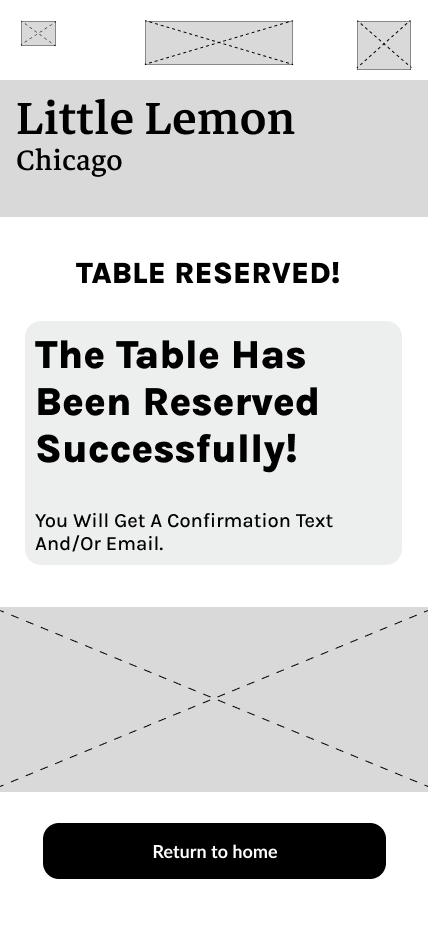 Little Lemon
Chicago
TABLE RESERVED!
The Table Has
Been Reserved
Successfully!
You Will Get A Confirmation Text
And/Or Email.
Return to home